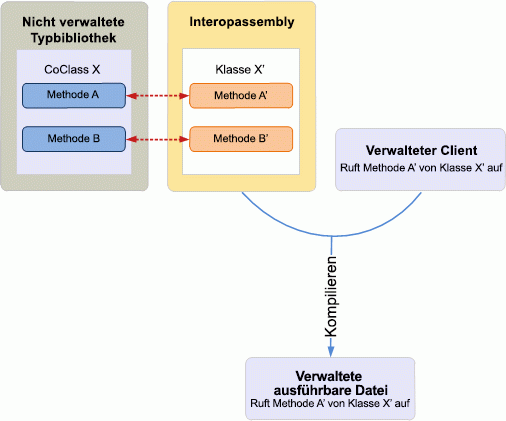 Nicht verwaltete
Typbibliothek
CoClass X
Methode A
Methode B
Interopassembly
Klasse X'
Methode A'
Methode B'
Verwalteter Client
Ruft Methode A' von Klasse X' auf
Kompilieren
Verwaltete
ausführbare Datei
Ruft Methode A' von Klasse X' auf